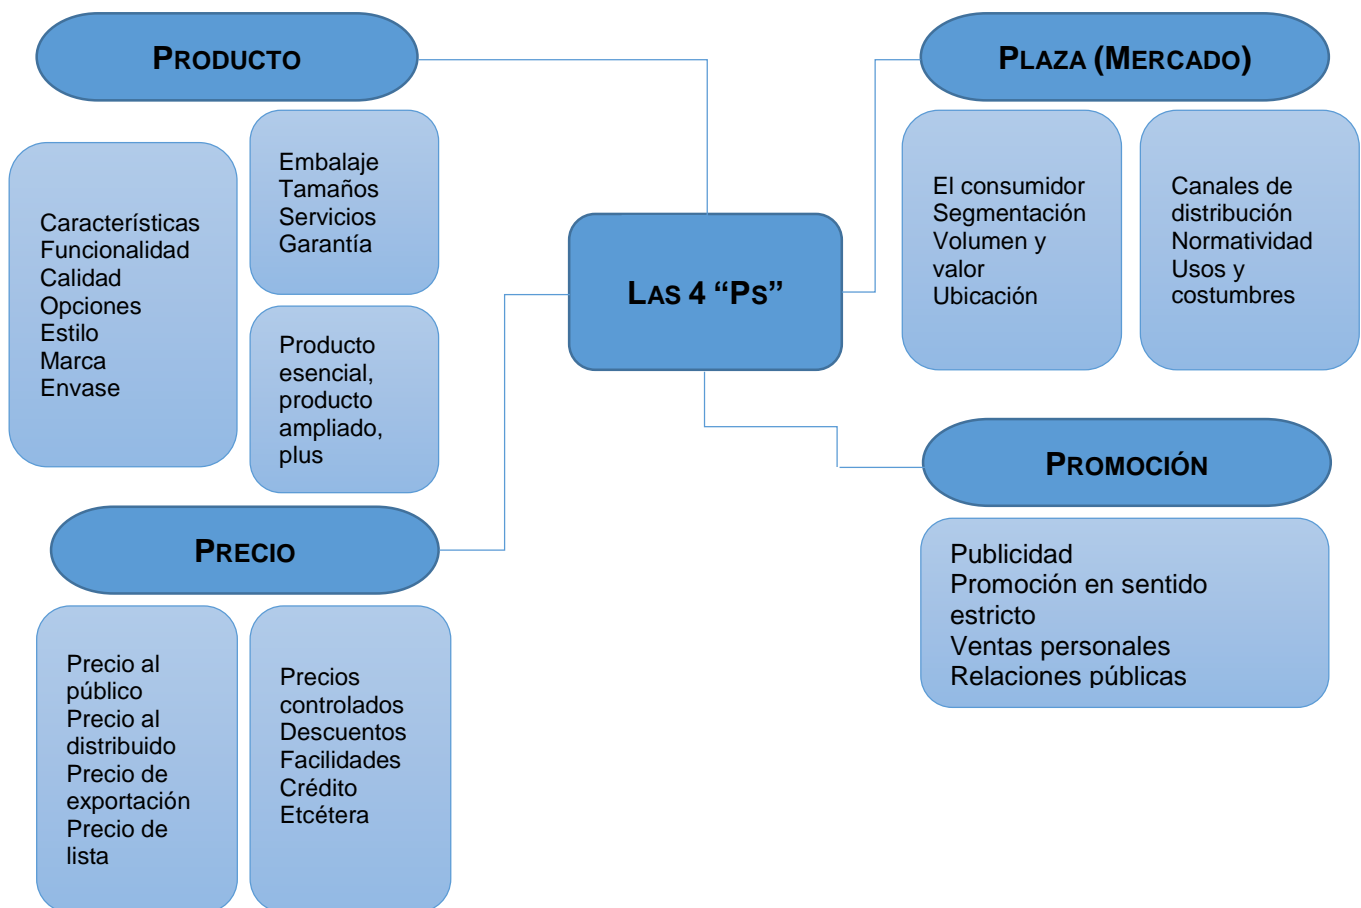 PRODUCTO
Características
Funcionalidad
Calidad
Opciones
Estilo
Marca
Envase
Embalaje
Tamaños
Servicios
Garantía
Producto
esencial,
producto
ampliado,
plus
PRECIO
Precio al
público
Precio al
distribuido
Precio de
exportación
Precio de
lista
Precios
controlados
Descuentos
Facilidades
Crédito
Etcétera
LAS 4 “PS”
PLAZA (MERCADO)
El consumidor
Segmentación
Volumen y
valor
Ubicación
Canales de
distribución
Normatividad
Usos y
costumbres
PROMOCIÓN
Publicidad
Promoción en sentido
estricto
Ventas personales
Relaciones públicas